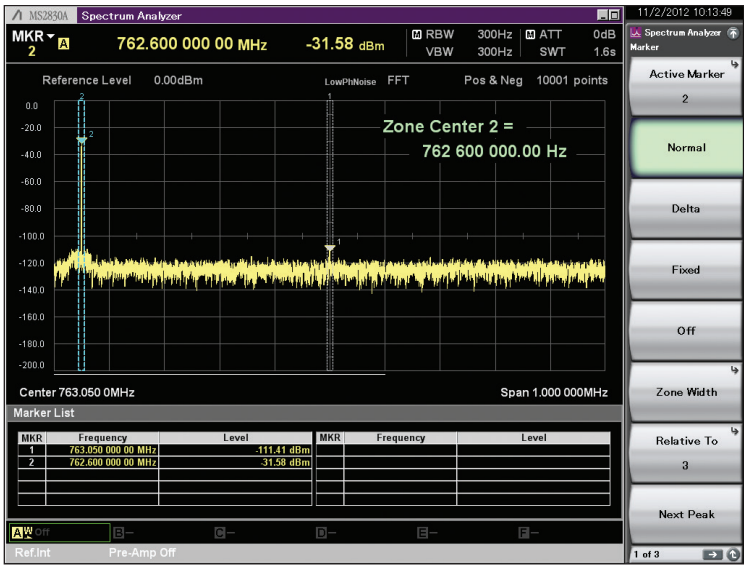 MS2830A Spectrum Analyzer
11/2/2012 10:13:49
MKR 2 A 762.600 000 00 MHz -31.58 dBm
M RBW 300Hz M ATT 0dB
VBW 300Hz SWT 1.6s
Spectrum Analyzer
Marker
Reference Level 0.00dBm LowPhNoise FFT Pos & Neg 10001 points
Active Marker
2
2 1
0.0
-20.0
-40.0
-60.0
-80.0
-100.0
-120.0
-140.0
-160.0
-180.0
-200.0
2
1
Zone Center 2 =
762 600 000.00 Hz
Normal
Delta
Fixed
Off
Center 763.050 0MHz Span 1.000 000MHz
Zone Width
Marker List
MKR Frequency Level MKR Frequency Level
1 763.050 000 00 MHz -111.41 dBm
2 762.600 000 00 MHz -31.58 dBm
Relative To
3
Next Peak
A W Off B— C— D— E— F—
Ref.Int Pre-Amp Off
1 of 3